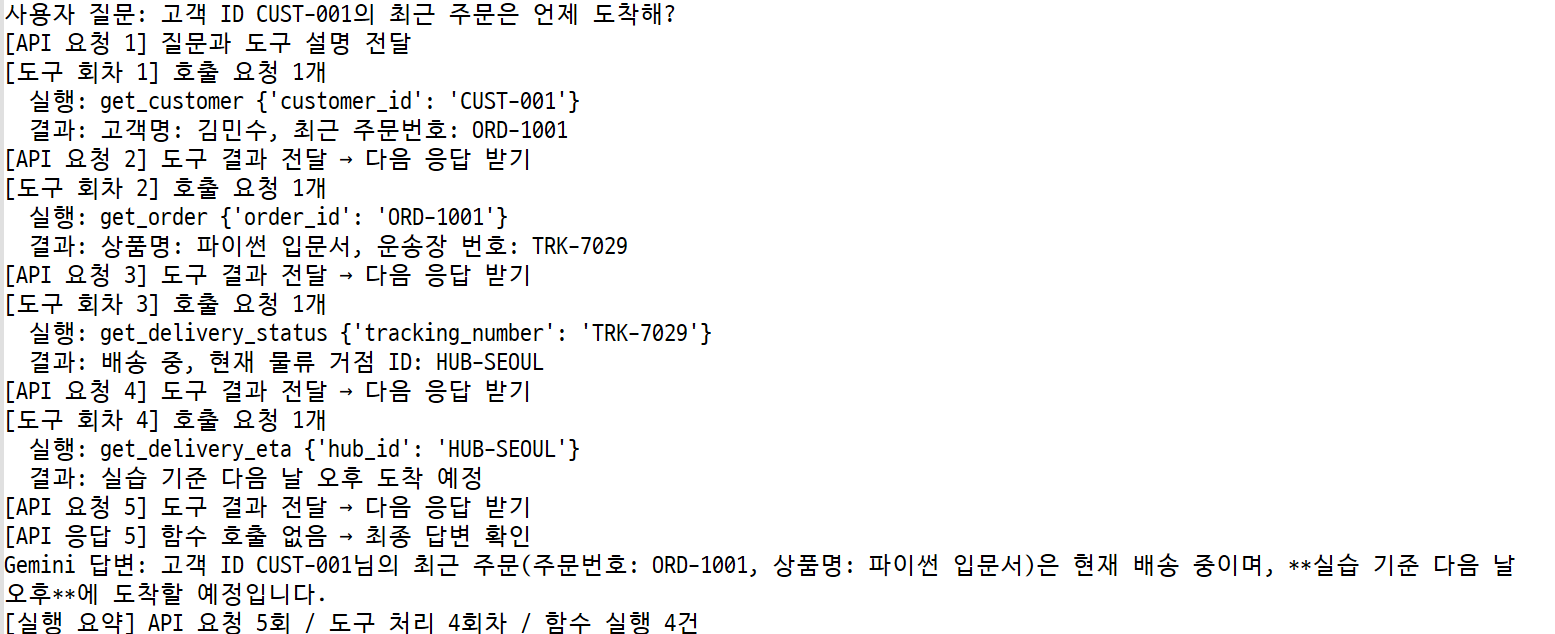 사용자 질문: 고객 ID CUST-001의 최근 주문은 언제 도착해?
[API 요청 1] 질문과 도구 설명 전달
[도구 회차 1] 호출 요청 1개
  실행: get_customer {'customer_id': 'CUST-001'}
  결과: 고객명: 김민수, 최근 주문번호: ORD-1001
[API 요청 2] 도구 결과 전달 → 다음 응답 받기
[도구 회차 2] 호출 요청 1개
  실행: get_order {'order_id': 'ORD-1001'}
  결과: 상품명: 파이썬 입문서, 운송장 번호: TRK-7029
[API 요청 3] 도구 결과 전달 → 다음 응답 받기
[도구 회차 3] 호출 요청 1개
  실행: get_delivery_status {'tracking_number': 'TRK-7029'}
  결과: 배송 중, 현재 물류 거점 ID: HUB-SEOUL
[API 요청 4] 도구 결과 전달 → 다음 응답 받기
[도구 회차 4] 호출 요청 1개
  실행: get_delivery_eta {'hub_id': 'HUB-SEOUL'}
  결과: 실습 기준 다음 날 오후 도착 예정
[API 요청 5] 도구 결과 전달 → 다음 응답 받기
[API 응답 5] 함수 호출 없음 → 최종 답변 확인
Gemini 답변: 고객 ID CUST-001님의 최근 주문(주문번호: ORD-1001, 상품명: 파이썬 입문서)은 현재 배송 중이며, **실습 기준 다음 날
오후**에 도착할 예정입니다.
[실행 요약] API 요청 5회 / 도구 처리 4회차 / 함수 실행 4건